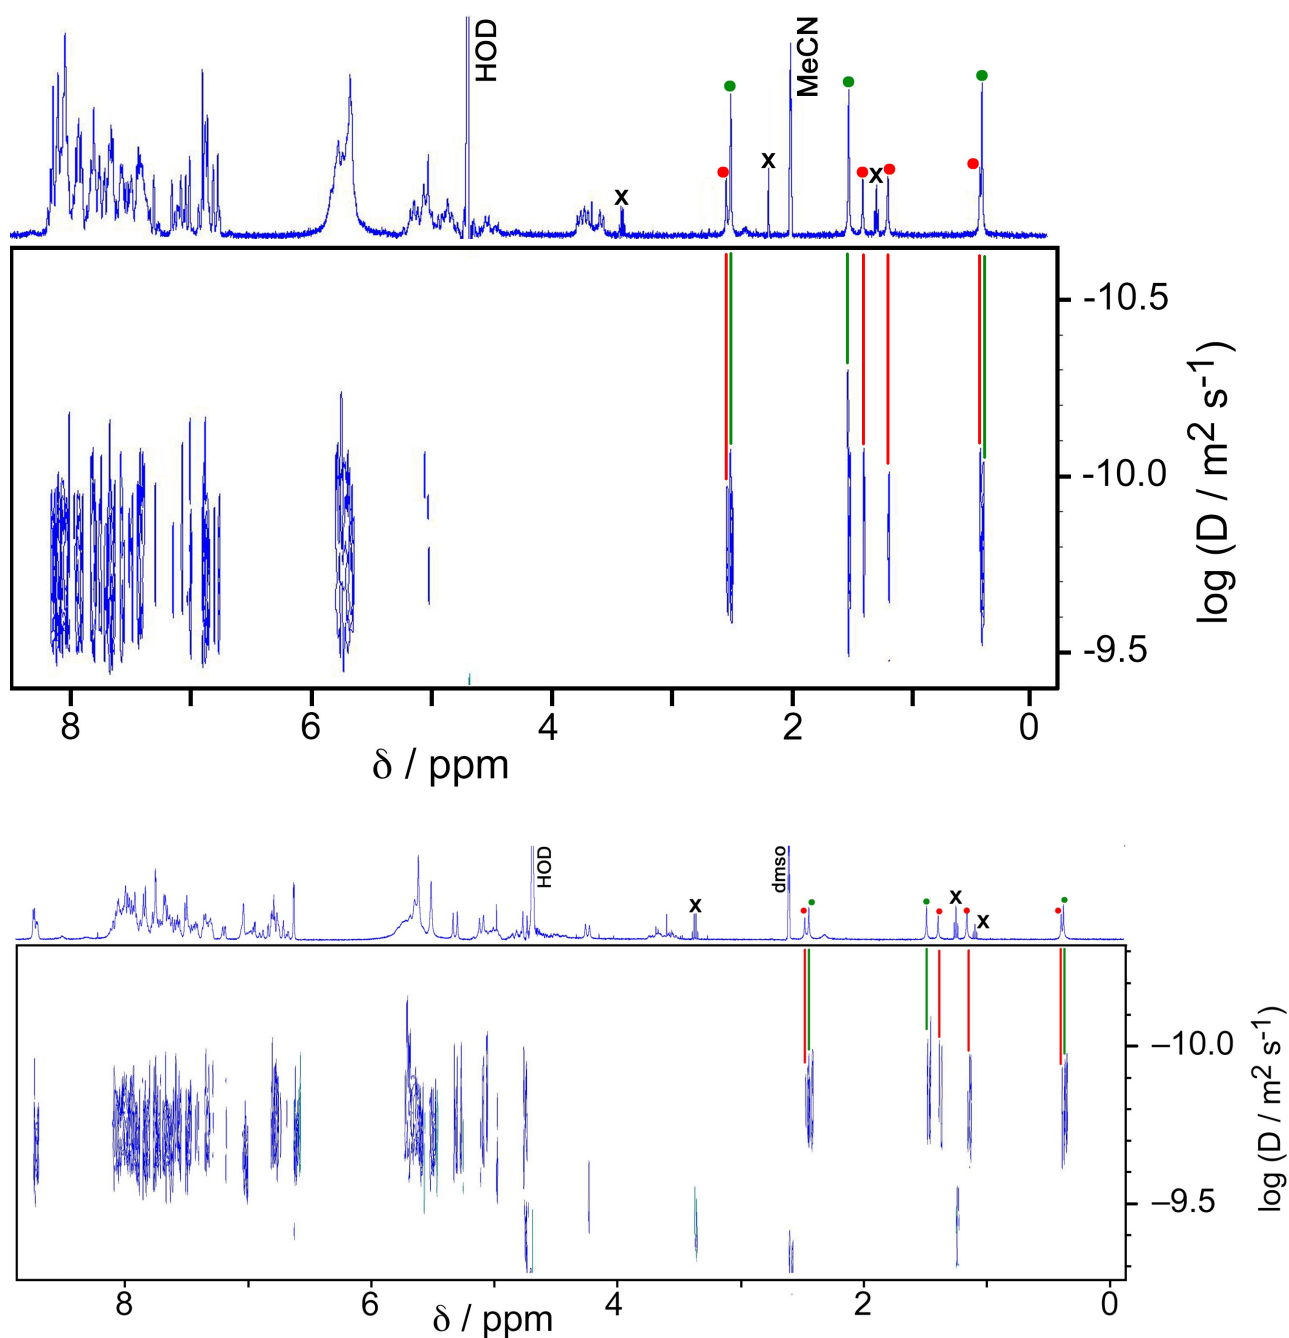 HOD
MeCN
x
x
x
-10.5
-10.0
-9.5
log (D / m2 s-1)
8
6
4
2
0
δ / ppm
HOD
dmso
x
x
x
–10.0
–9.5
log (D / m2 s-1)
8
6
4
2
0
δ / ppm